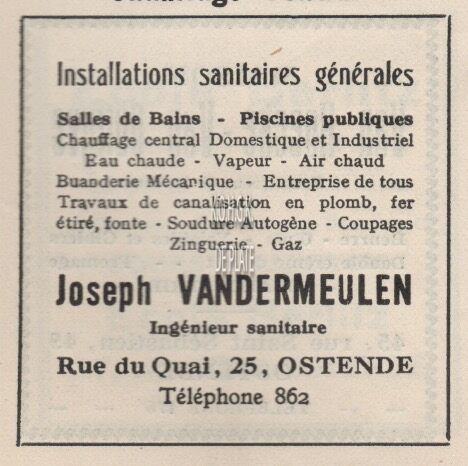 Installations sanitaires générales
Salles de Bains - Piscines publiques
Chauffage central Domestique et Industriel
Eau chaude - Vapeur - Air chaud
Buanderie Mécanique - Entreprise de tous
Travaux de canalisation en plomb, fer
étiré, fonte - Soudure Autogène - Coupages
Zinguerie - Gaz
DE PLATE
Joseph VANDERMEULEN
Ingénieur sanitaire
Rue du Quai, 25, OSTENDE
Téléphone 862